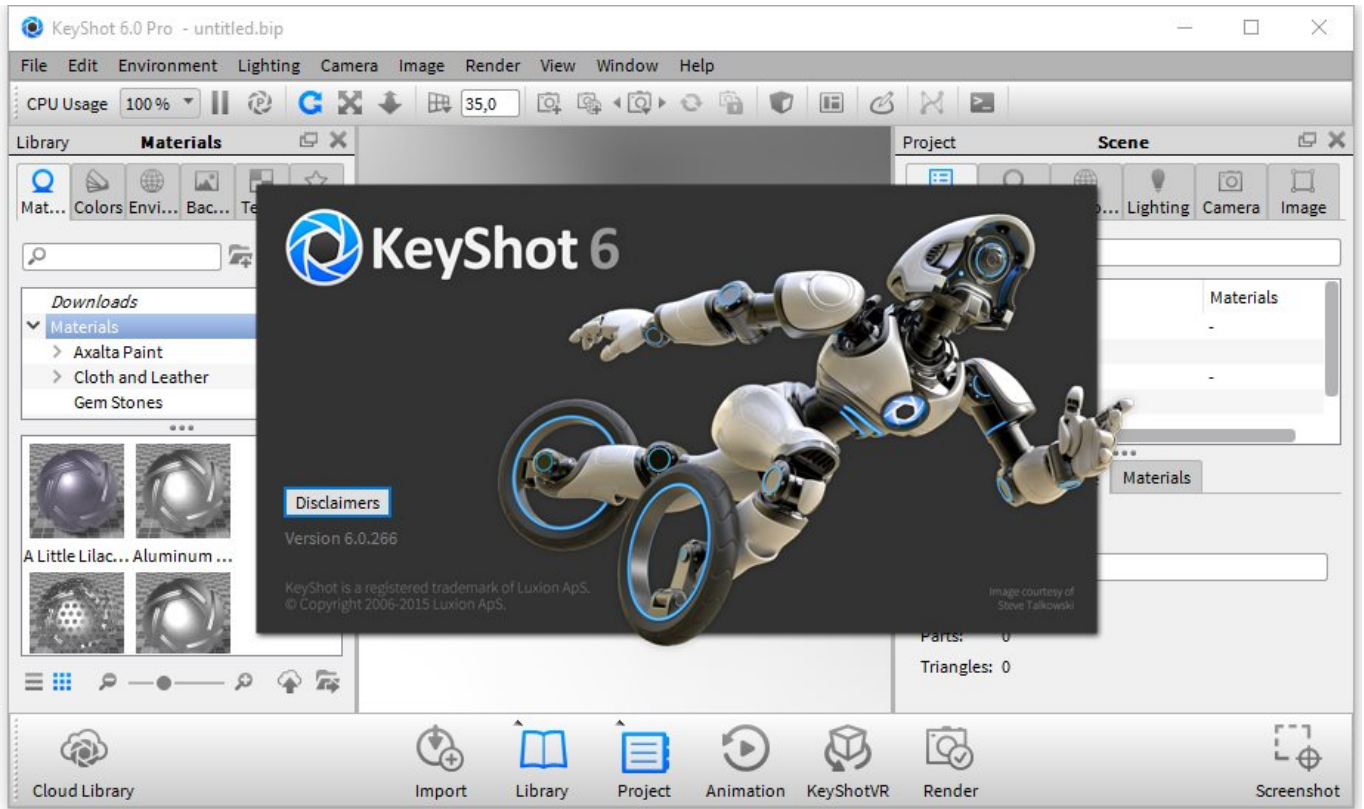 KeyShot 6.0 Pro - untitled.bip
File Edit Environment Lighting Camera Image Render View Window Help
CPU Usage 100 % 35,0
Library Materials
Project Scene
Mat... Colors Envi... Bac... Te
... Lighting Camera Image
KeyShot 6
Downloads
Materials
Axalta Paint
Cloth and Leather
Gem Stones
Materials
-
-
Materials
Disclaimers
Version 6.0.266
A Little Lilac... Aluminum ...
KeyShot is a registered trademark of Luxion ApS.
© Copyright 2006-2015 Luxion ApS.
Image courtesy of
Steve Talkowski
Parts: 0
Triangles: 0
Cloud Library Import Library Project Animation KeyShotVR Render Screenshot